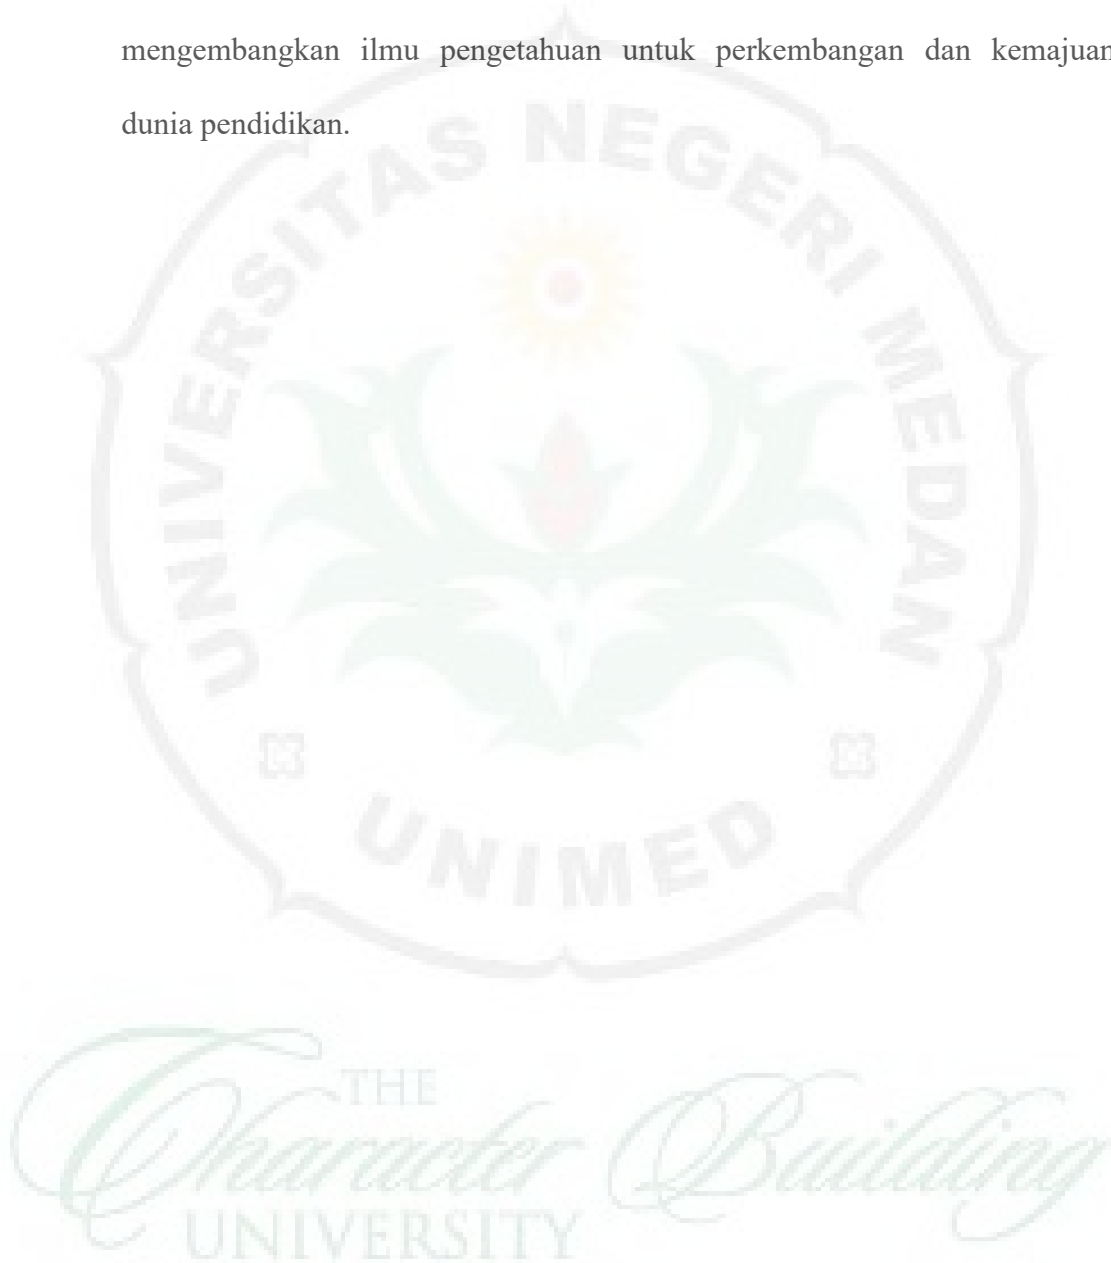 mengembangkan ilmu pengetahuan untuk perkembangan dan kemajuan
dunia pendidikan.
UNIVERSITAS NEGERI MEDAN
UNIMED
THE
Character Building
UNIVERSITY